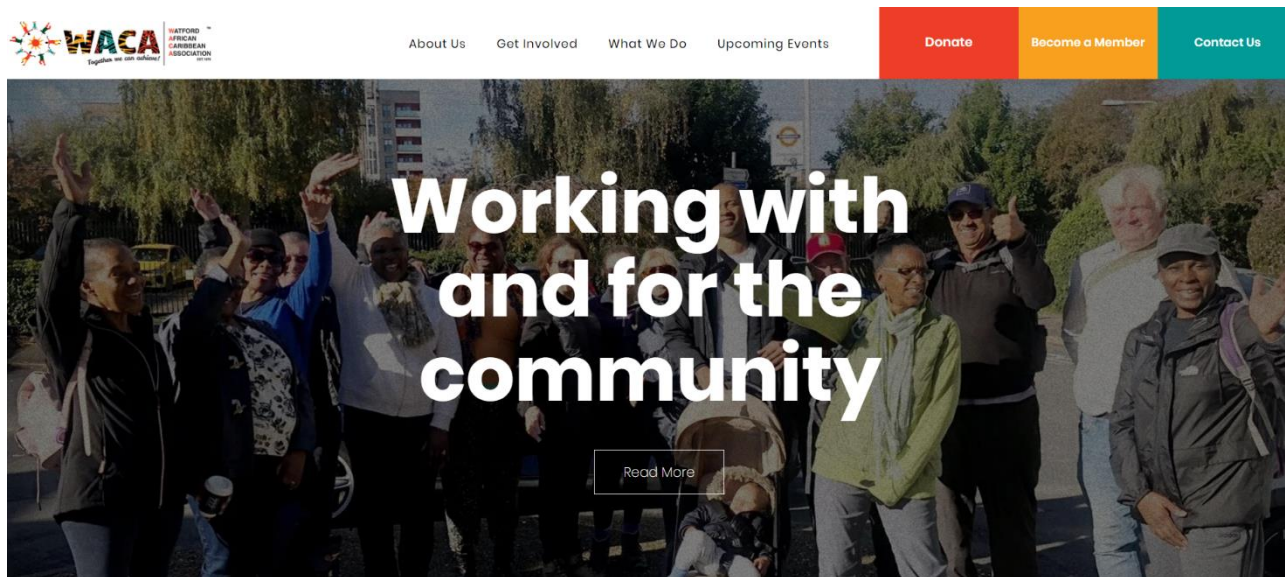 WACA
Together we can achieve!
WATFORD
AFRICAN
CARIBBEAN
ASSOCIATION
About Us
Get Involved
What We Do
Upcoming Events
Donate
Become a Member
Contact Us
Working with
and for the
community
Read More